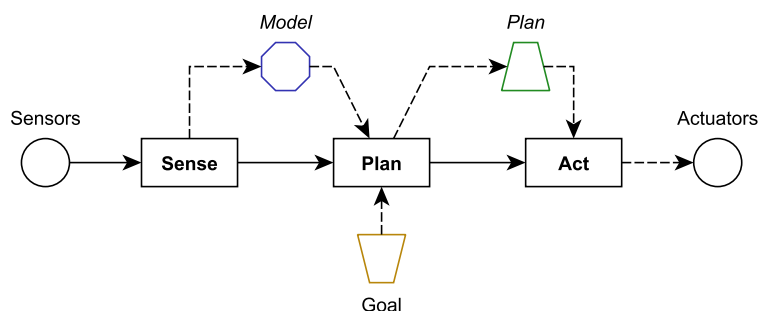 Model
Plan
Sensors
Actuators
Sense
Plan
Act
Goal